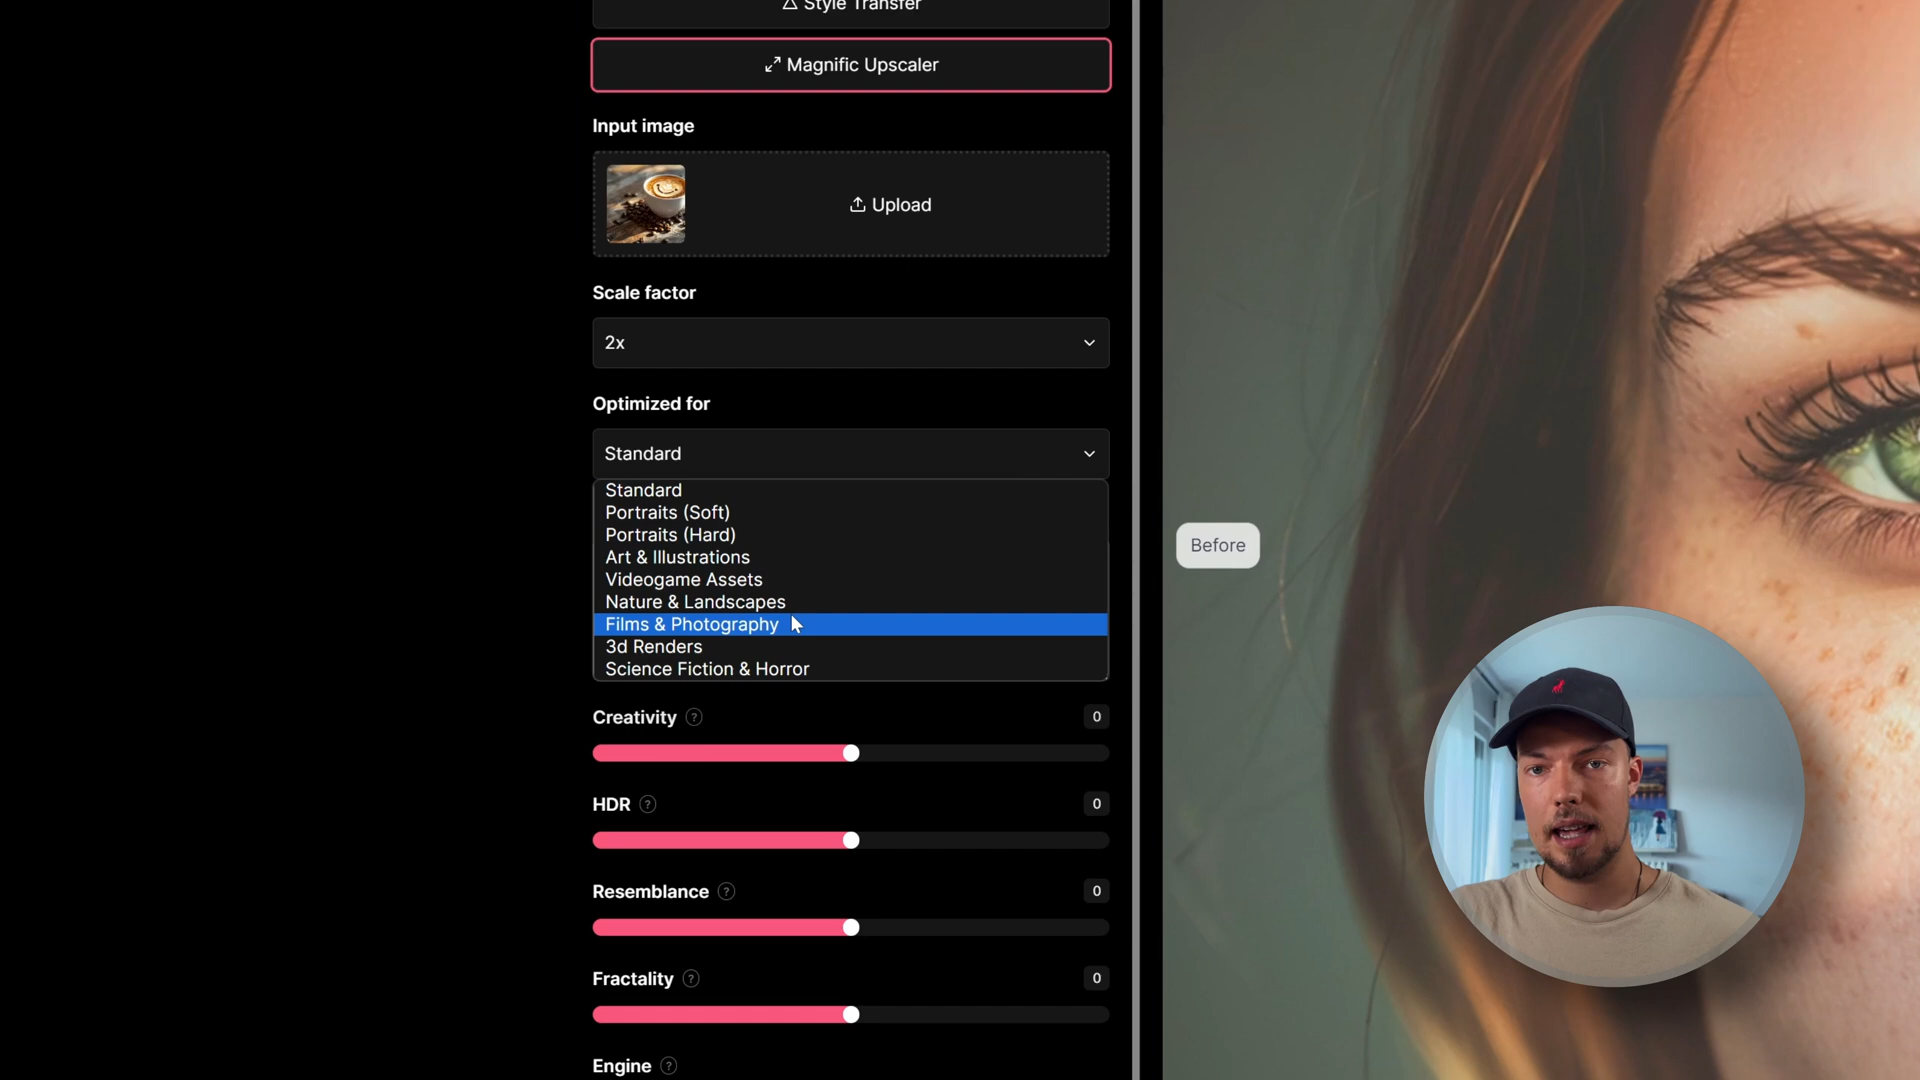 Style Transfer
Magnific Upscaler
Input image
Upload
Scale factor
2x
Optimized for
Standard
Standard
Portraits (Soft)
Portraits (Hard)
Art & Illustrations
Videogame Assets
Nature & Landscapes
Films & Photography
3d Renders
Science Fiction & Horror
Before
Creativity ? 0
HDR ? 0
Resemblance ? 0
Fractality ? 0
Engine ?